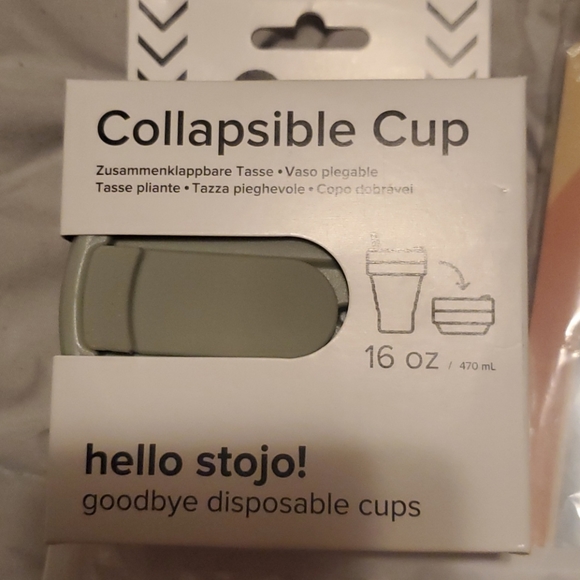 Collapsible Cup
Zusammenklappbare Tasse • Vaso plegable
Tasse pliante • Tazza pieghevole • Copo dobrável
16 oz / 470 mL
hello stojo!
goodbye disposable cups